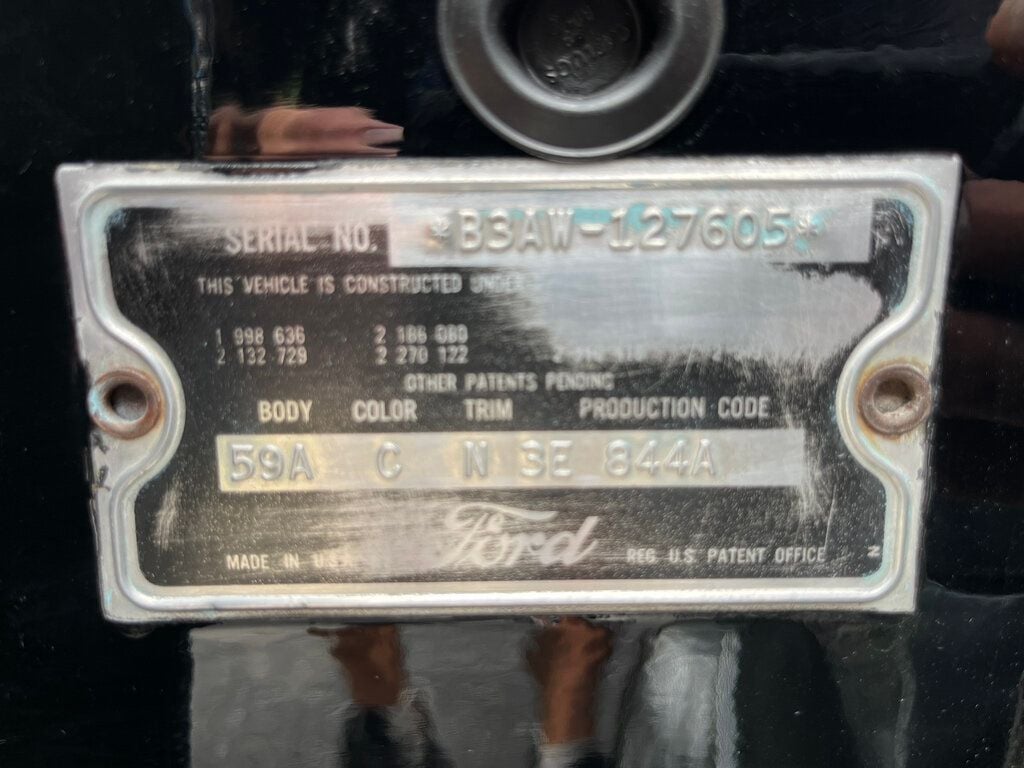 SERIAL NO. *B3AW-127605*
THIS VEHICLE IS CONSTRUCTED UNDER
1 998 636 2 186 080
2 132 729 2 270 122
OTHER PATENTS PENDING
BODY COLOR TRIM PRODUCTION CODE
59A C N 3E 844A
Ford
MADE IN U.S.A. REG. U.S. PATENT OFFICE N